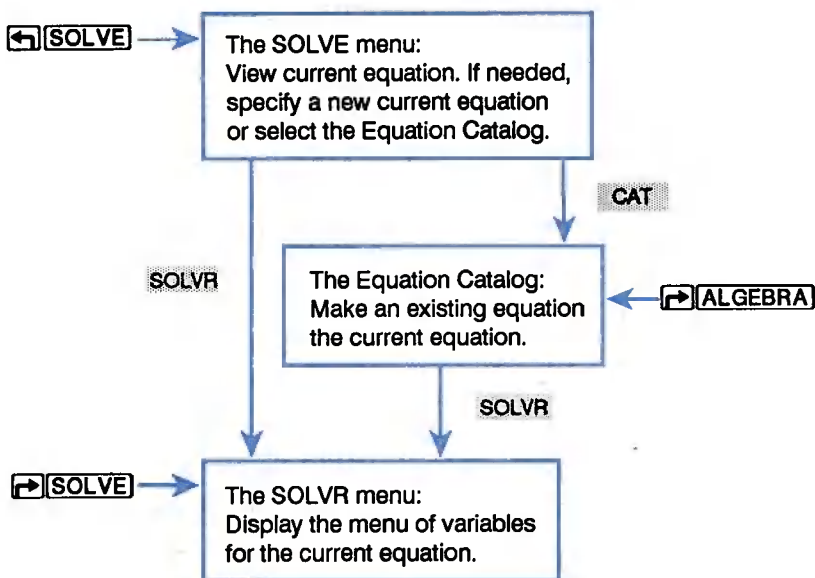 SOLVE
The SOLVE menu:
View current equation. If needed,
specify a new current equation
or select the Equation Catalog.
CAT
SOLVR
The Equation Catalog:
Make an existing equation
the current equation.
ALGEBRA
SOLVR
SOLVE
The SOLVR menu:
Display the menu of variables
for the current equation.